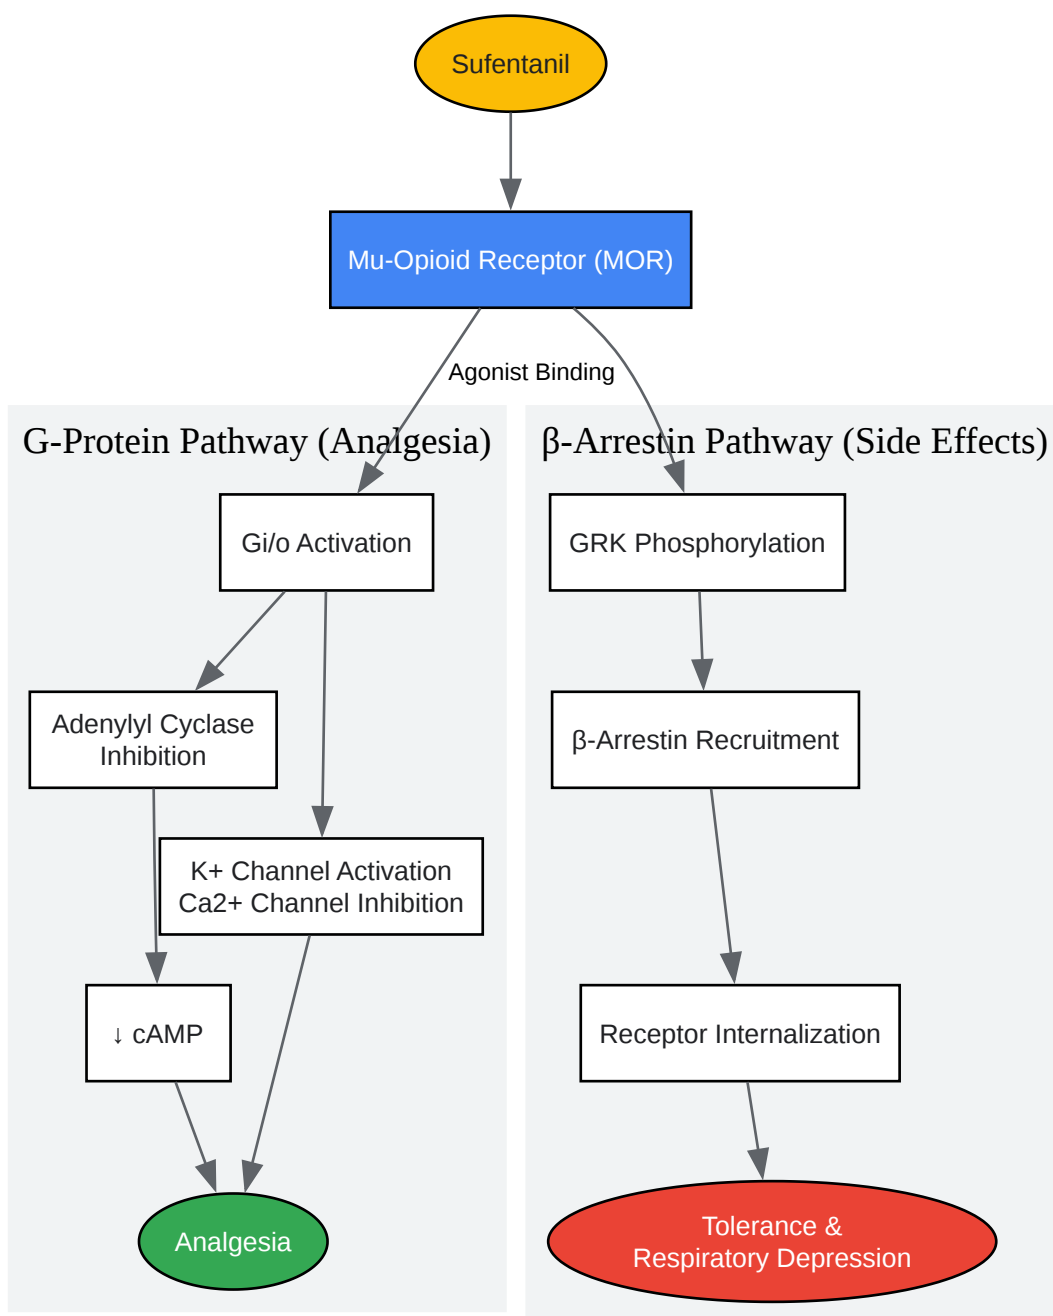 Sufentanil
Mu-Opioid Receptor (MOR)
Agonist Binding
G-Protein Pathway (Analgesia)
Gi/o Activation
Adenylyl Cyclase
Inhibition
K+ Channel Activation
Ca2+ Channel Inhibition
↓ cAMP
Analgesia
β-Arrestin Pathway (Side Effects)
GRK Phosphorylation
β-Arrestin Recruitment
Receptor Internalization
Tolerance &
Respiratory Depression